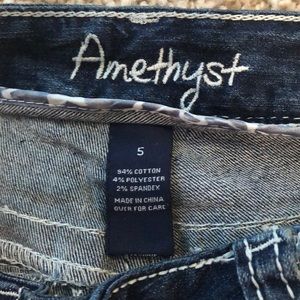 Amethyst
5
94% COTTON
4% POLYESTER
2% SPANDEX
MADE IN CHINA
OVER FOR CARE